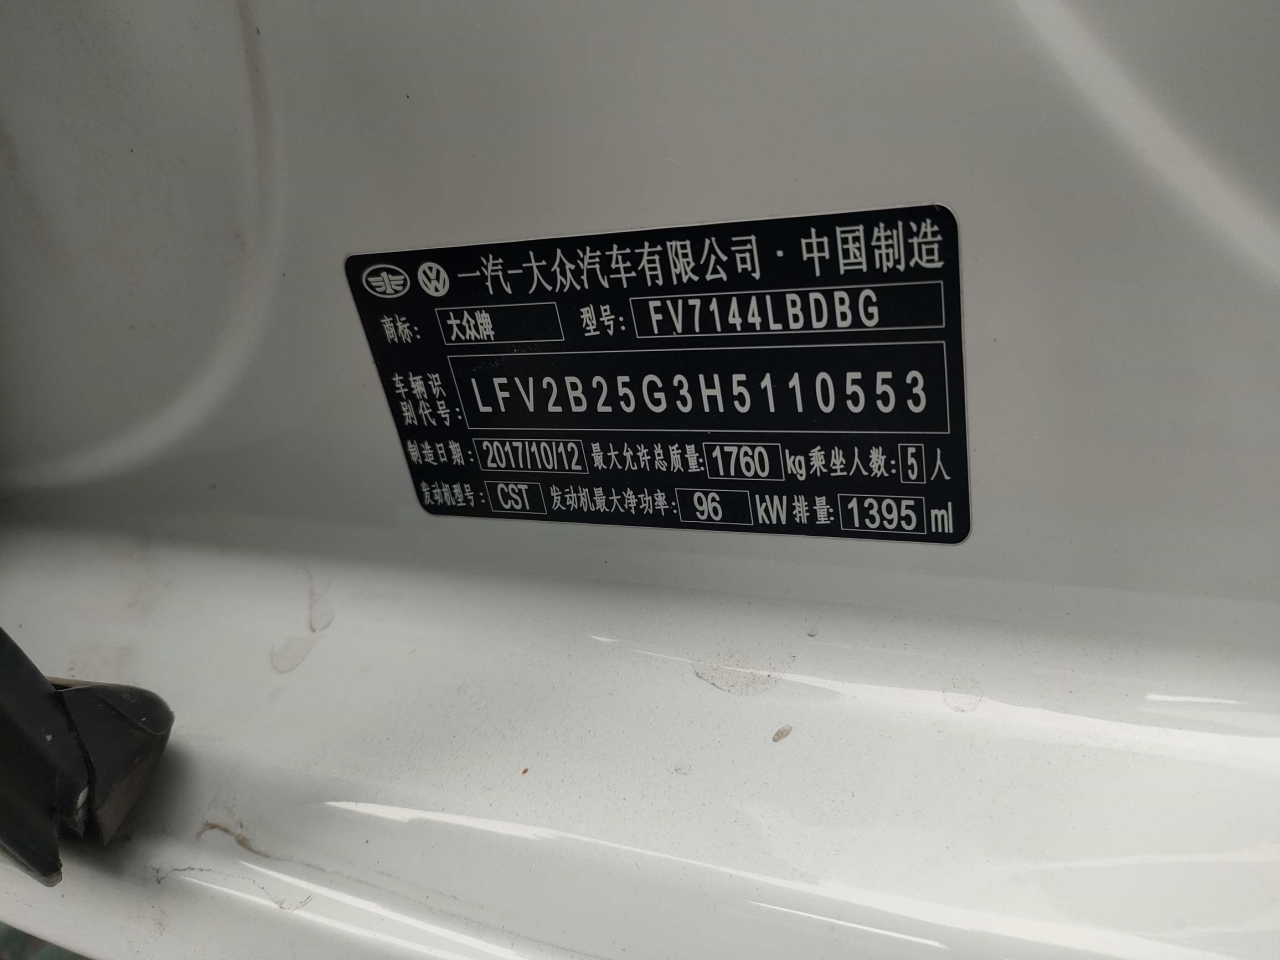 一汽-大众汽车有限公司·中国制造
商标: 大众牌 型号: FV7144LBDBG
车辆识别代号: LFV2B25G3H5110553
制造日期: 2017/10/12 最大允许总质量: 1760 kg 乘坐人数: 5 人
发动机型号: CST 发动机最大净功率: 96 kW 排量: 1395 ml